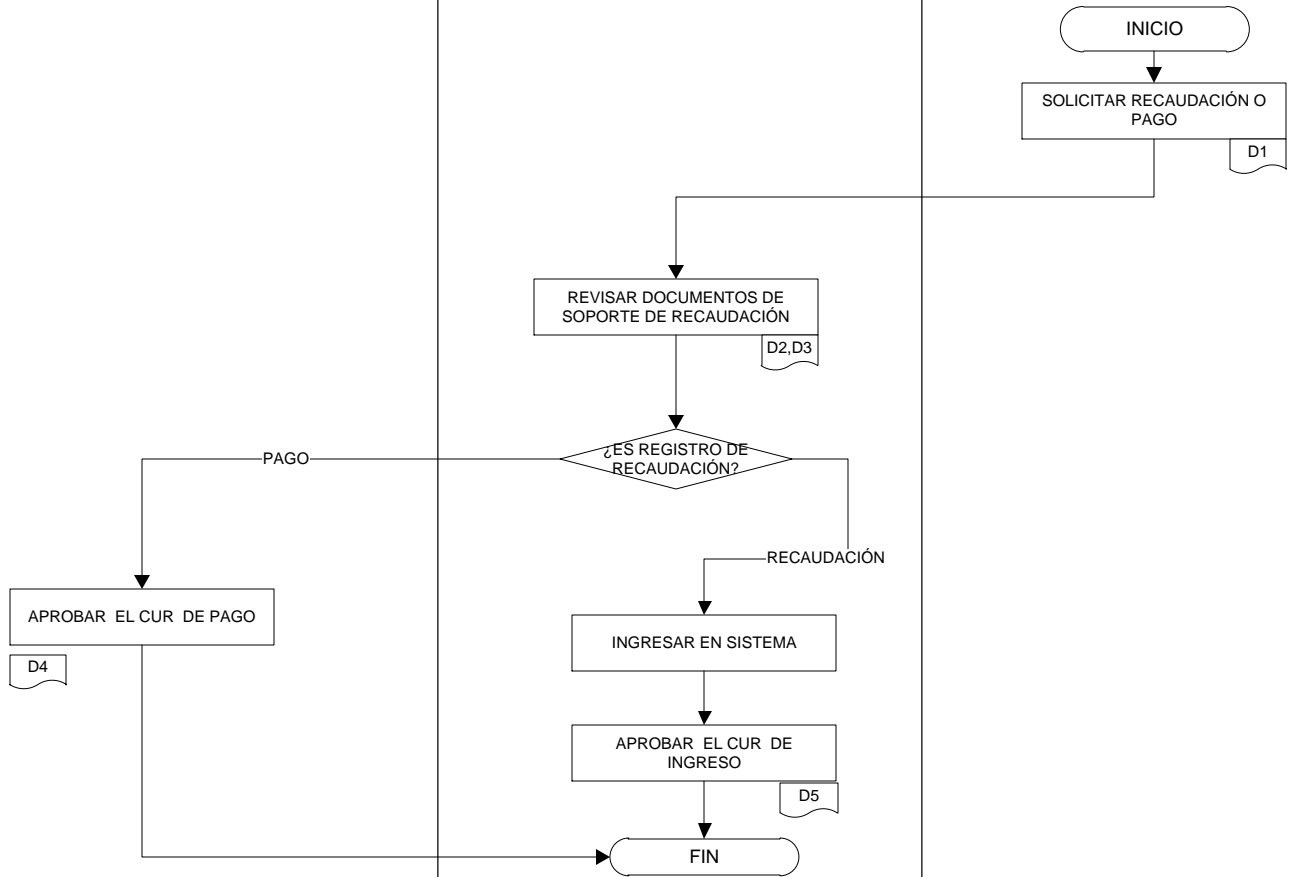 INICIO
SOLICITAR RECAUDACIÓN O
PAGO
D1
REVISAR DOCUMENTOS DE
SOPORTE DE RECAUDACIÓN
D2,D3
¿ES REGISTRO DE
RECAUDACIÓN?
PAGO
RECAUDACIÓN
APROBAR EL CUR DE PAGO
D4
INGRESAR EN SISTEMA
APROBAR EL CUR DE
INGRESO
D5
FIN